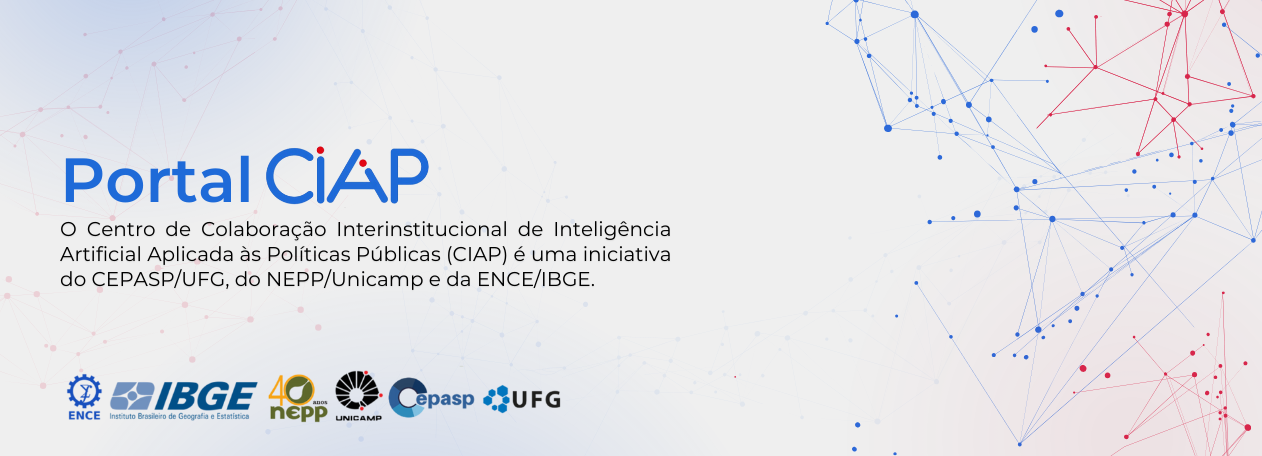 Portal CiAP
O Centro de Colaboração Interinstitucional de Inteligência
Artificial Aplicada às Políticas Públicas (CIAP) é uma iniciativa
do CEPASP/UFG, do NEPP/Unicamp e da ENCE/IBGE.
ENCE
IBGE
Instituto Brasileiro de Geografia e Estatística
40
anos
nepp
UNICAMP
Cepasp
UFG